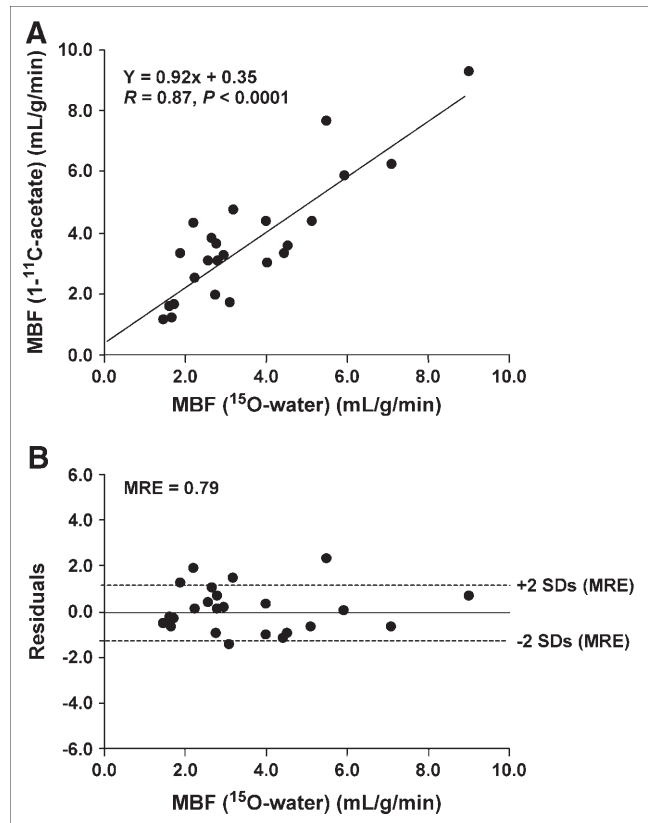 A
10.0
8.0
6.0
4.0
2.0
0.0
MBF (1-¹¹C-acetate) (mL/g/min)
Y = 0.92x + 0.35
R = 0.87, P < 0.0001
0.0 2.0 4.0 6.0 8.0 10.0
MBF (¹⁵O-water) (mL/g/min)
B
6.0
4.0
2.0
0.0
-2.0
-4.0
-6.0
Residuals
MRE = 0.79
+2 SDs (MRE)
-2 SDs (MRE)
0.0 2.0 4.0 6.0 8.0 10.0
MBF (¹⁵O-water) (mL/g/min)